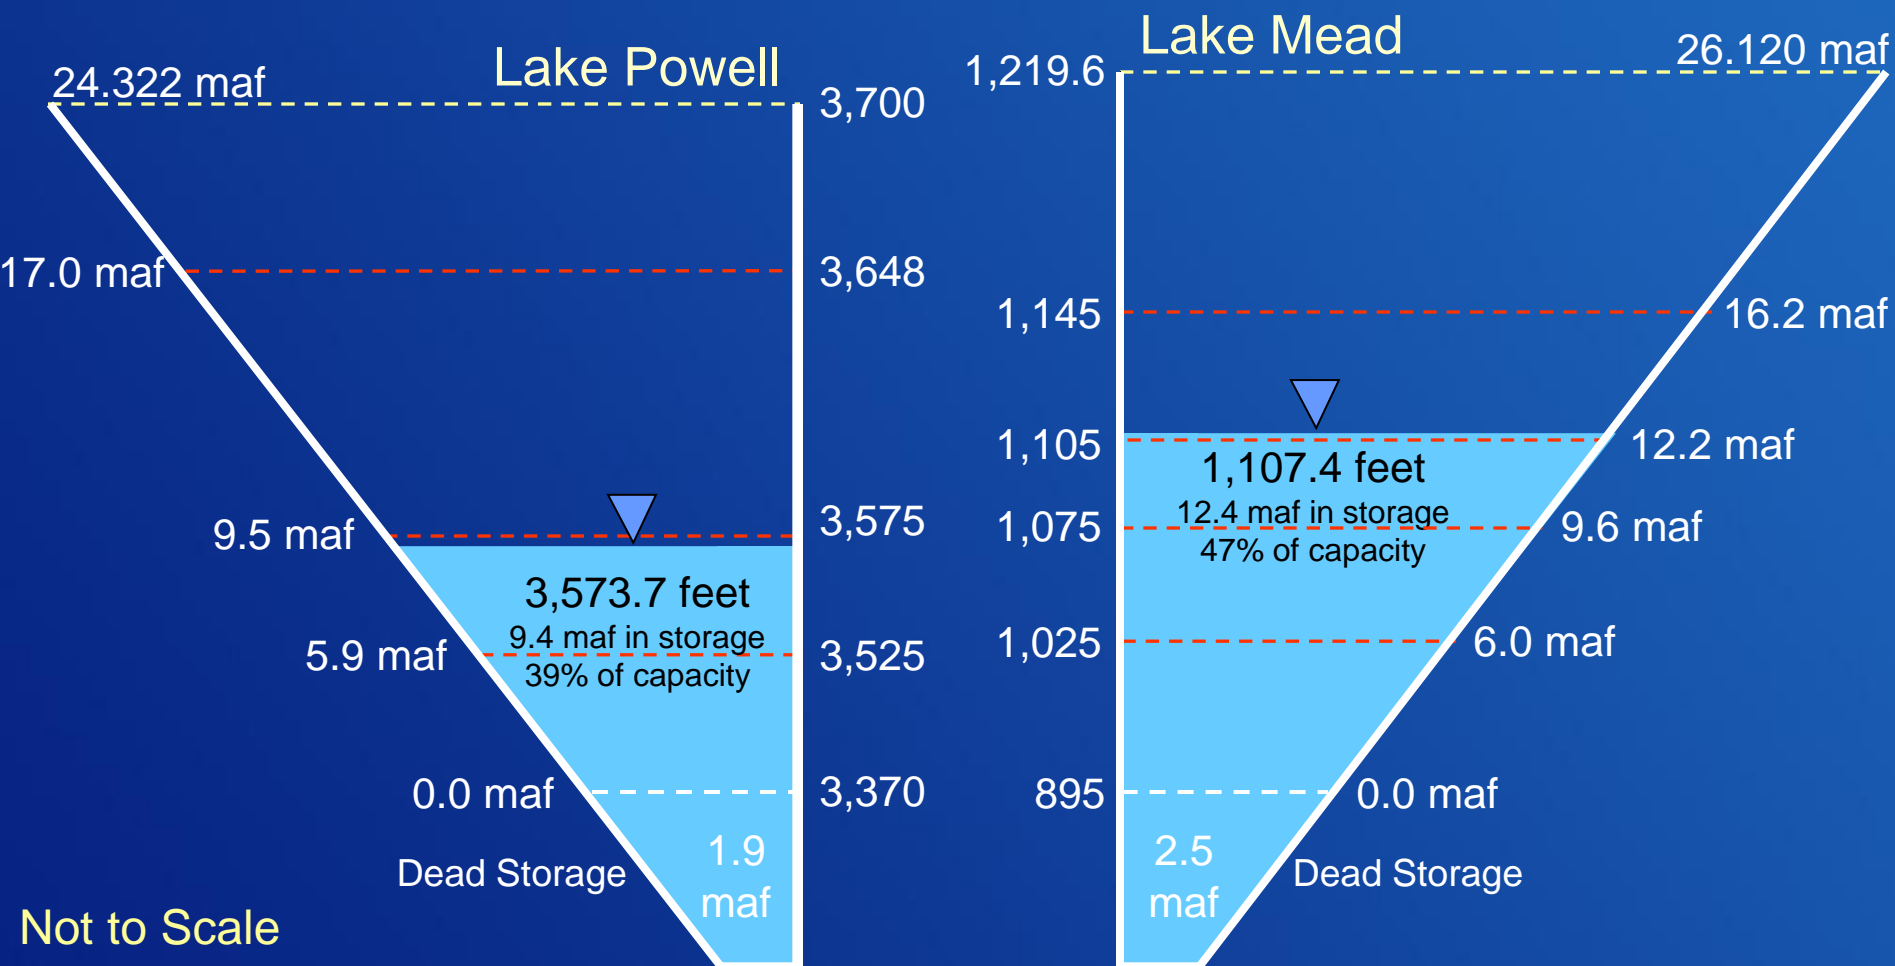 Lake Powell
24.322 maf
3,700
17.0 maf
3,648
9.5 maf
3,575
3,573.7 feet
9.4 maf in storage
39% of capacity
5.9 maf
3,525
0.0 maf
3,370
1.9
maf
Dead Storage
Not to Scale
Lake Mead
1,219.6
26.120 maf
1,145
16.2 maf
1,105
12.2 maf
1,107.4 feet
12.4 maf in storage
47% of capacity
1,075
9.6 maf
1,025
6.0 maf
895
0.0 maf
2.5
maf
Dead Storage